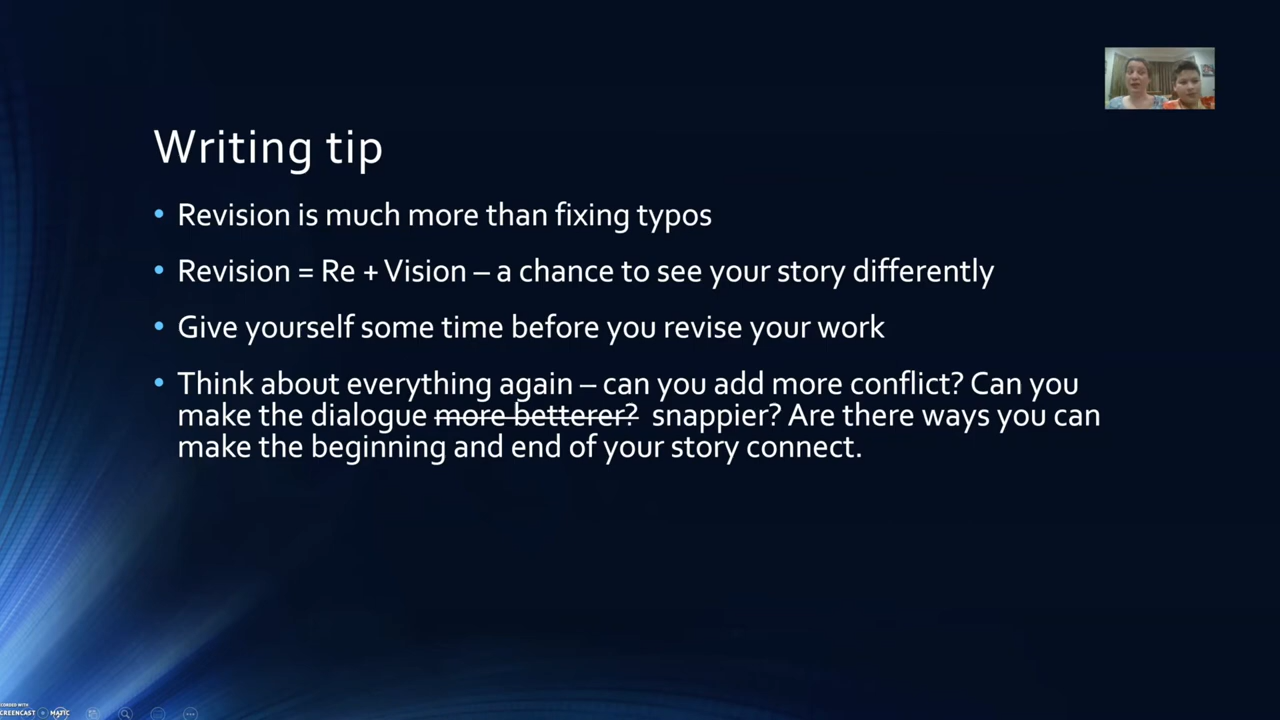 Writing tip
• Revision is much more than fixing typos
• Revision = Re + Vision – a chance to see your story differently
• Give yourself some time before you revise your work
• Think about everything again – can you add more conflict? Can you
make the dialogue more betterer? snappier? Are there ways you can
make the beginning and end of your story connect.
CORDED WITH
CREENCAST MATIC